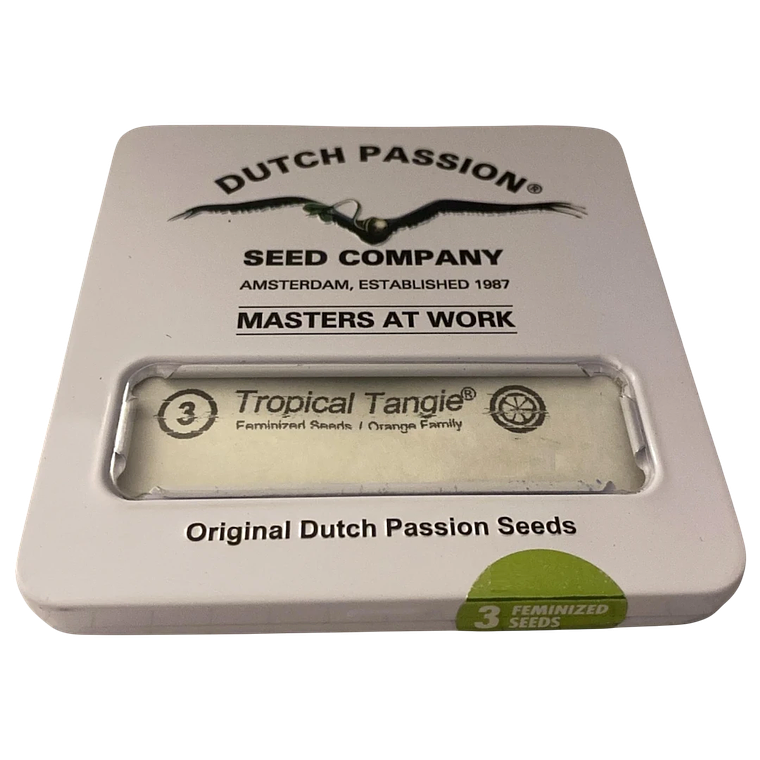 DUTCH PASSION®
SEED COMPANY
AMSTERDAM, ESTABLISHED 1987
MASTERS AT WORK
3 Tropical Tangie®
Feminized Seeds / Orange Family
Original Dutch Passion Seeds
3 FEMINIZED
SEEDS